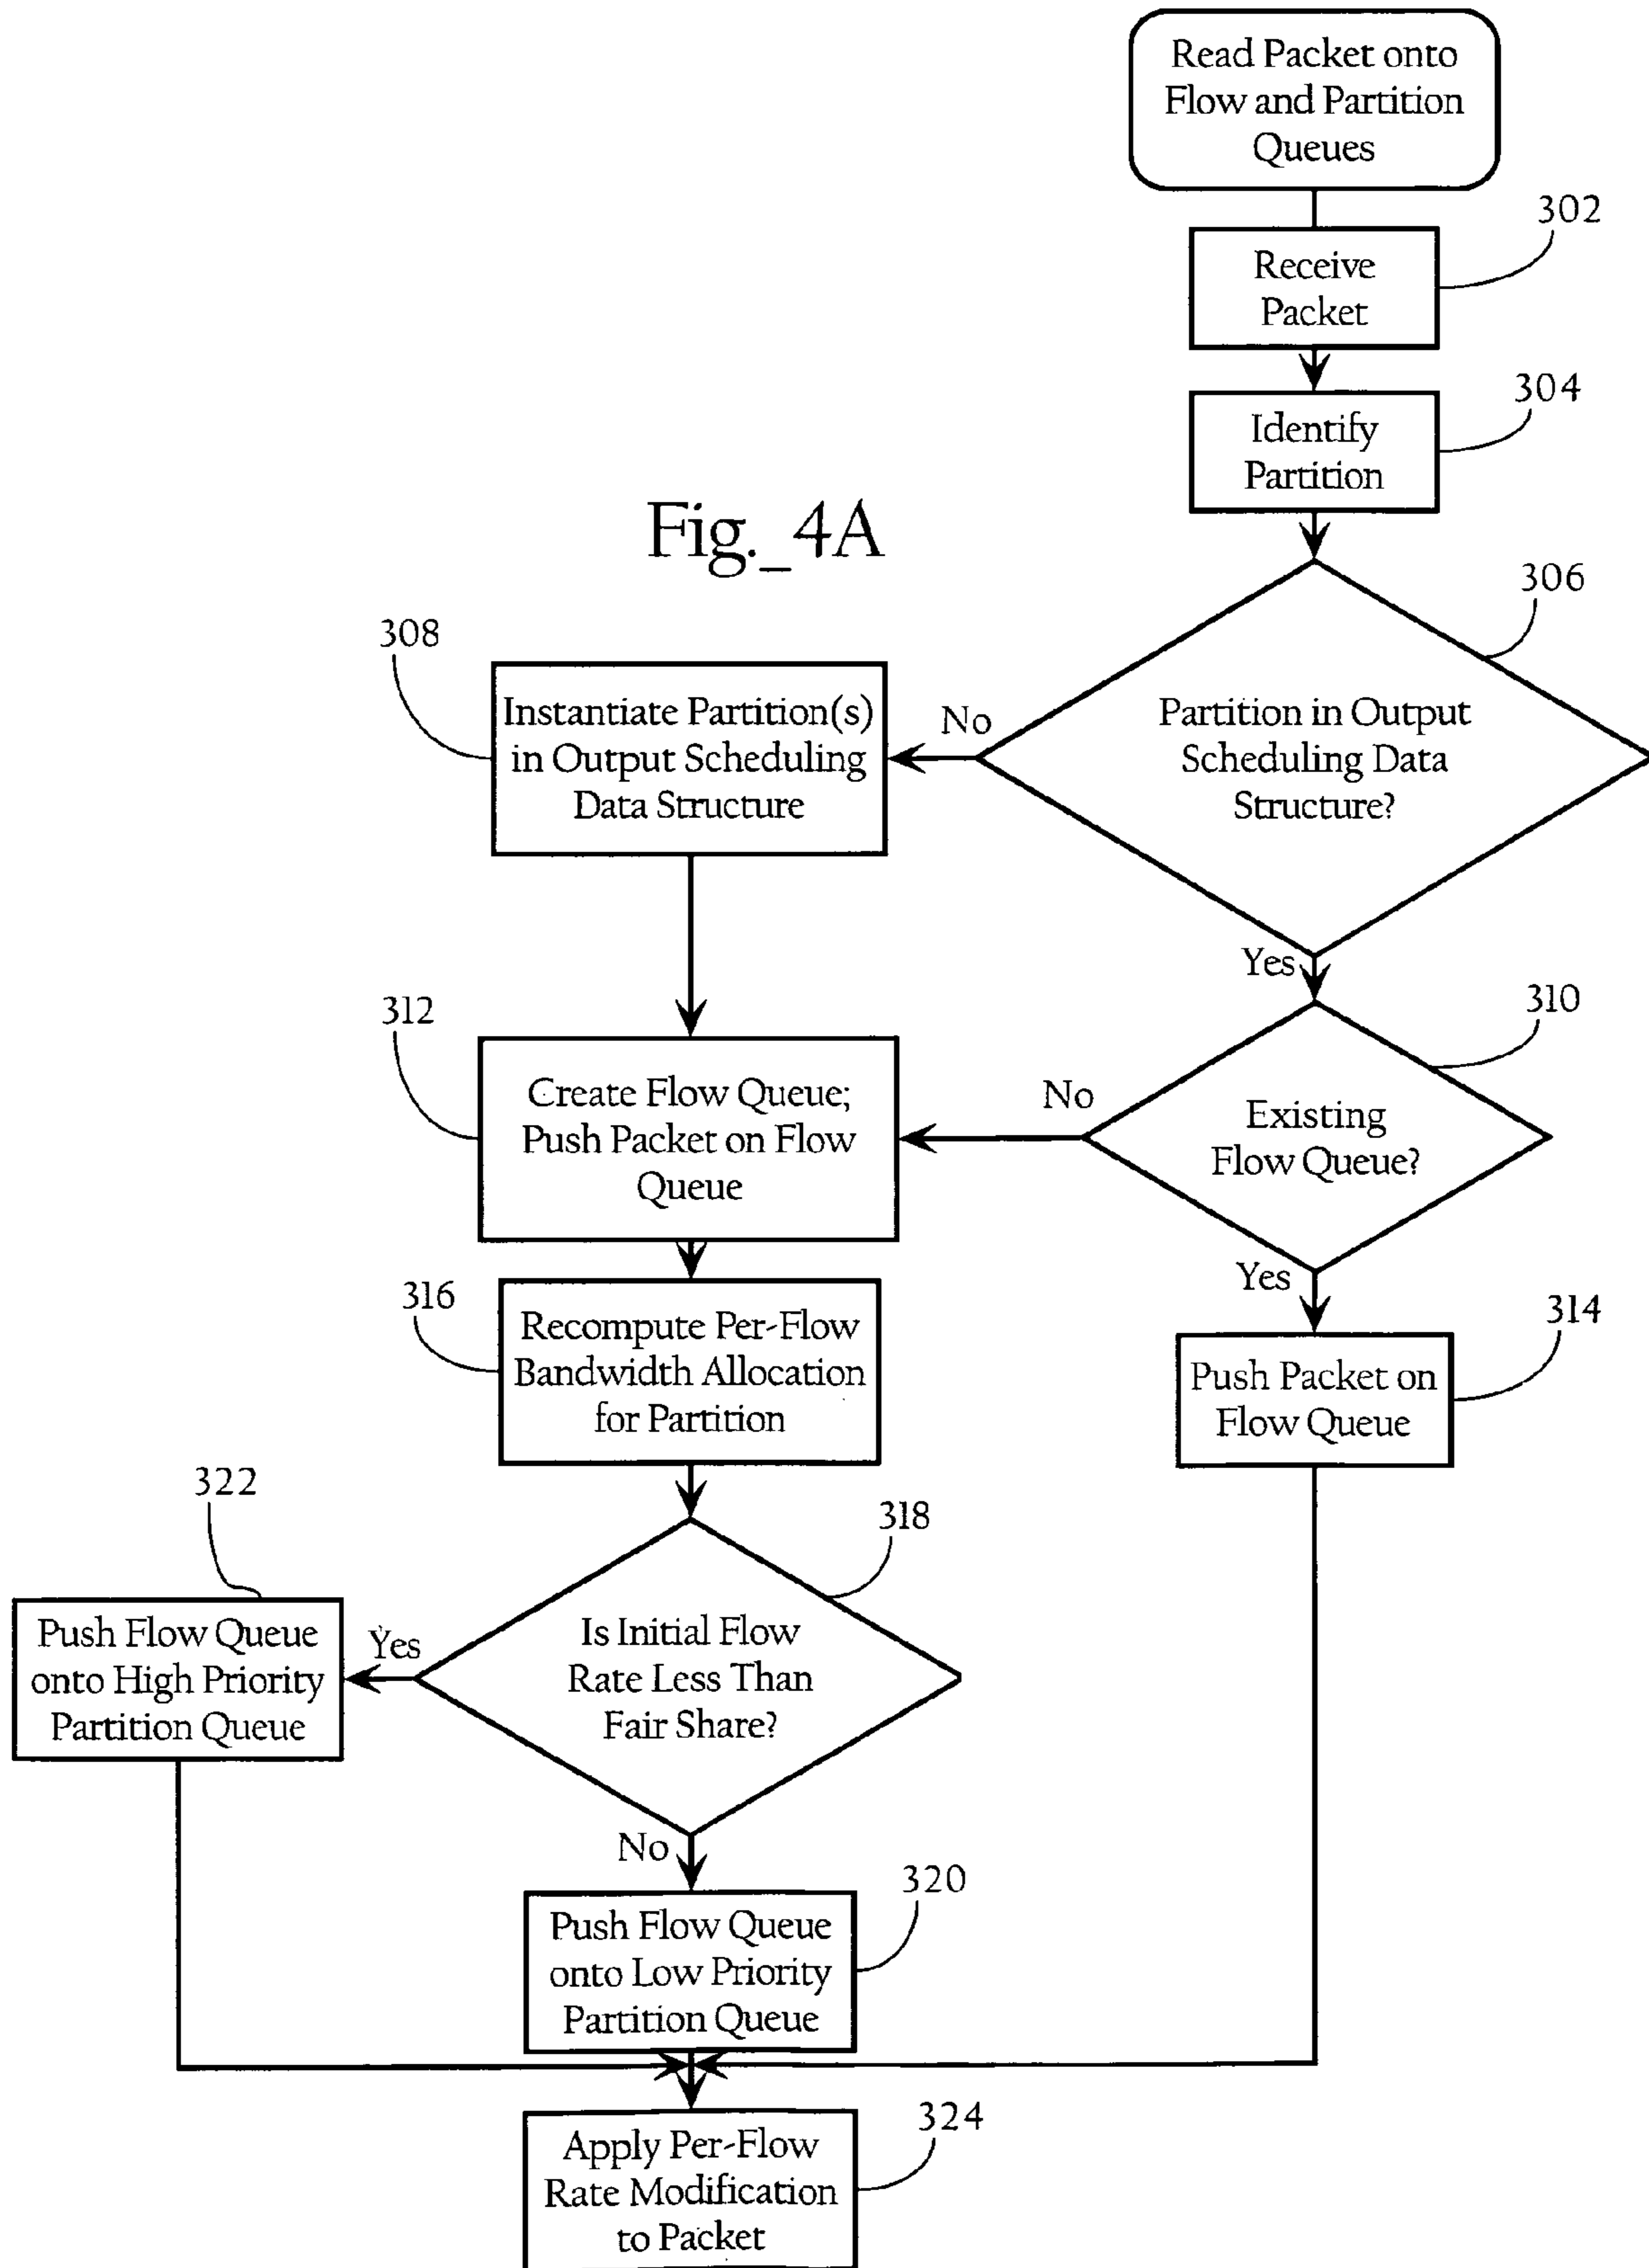 Read Packet onto
Flow and Partition
Queues
302
Receive
Packet
304
Identify
Partition
Fig._4A
306
Partition in Output
Scheduling Data
Structure?
No
308
Instantiate Partition(s)
in Output Scheduling
Data Structure
Yes
310
Existing
Flow Queue?
No
312
Create Flow Queue;
Push Packet on Flow
Queue
Yes
314
Push Packet on
Flow Queue
316
Recompute Per-Flow
Bandwidth Allocation
for Partition
318
Is Initial Flow
Rate Less Than
Fair Share?
Yes
322
Push Flow Queue
onto High Priority
Partition Queue
No
320
Push Flow Queue
onto Low Priority
Partition Queue
324
Apply Per-Flow
Rate Modification
to Packet